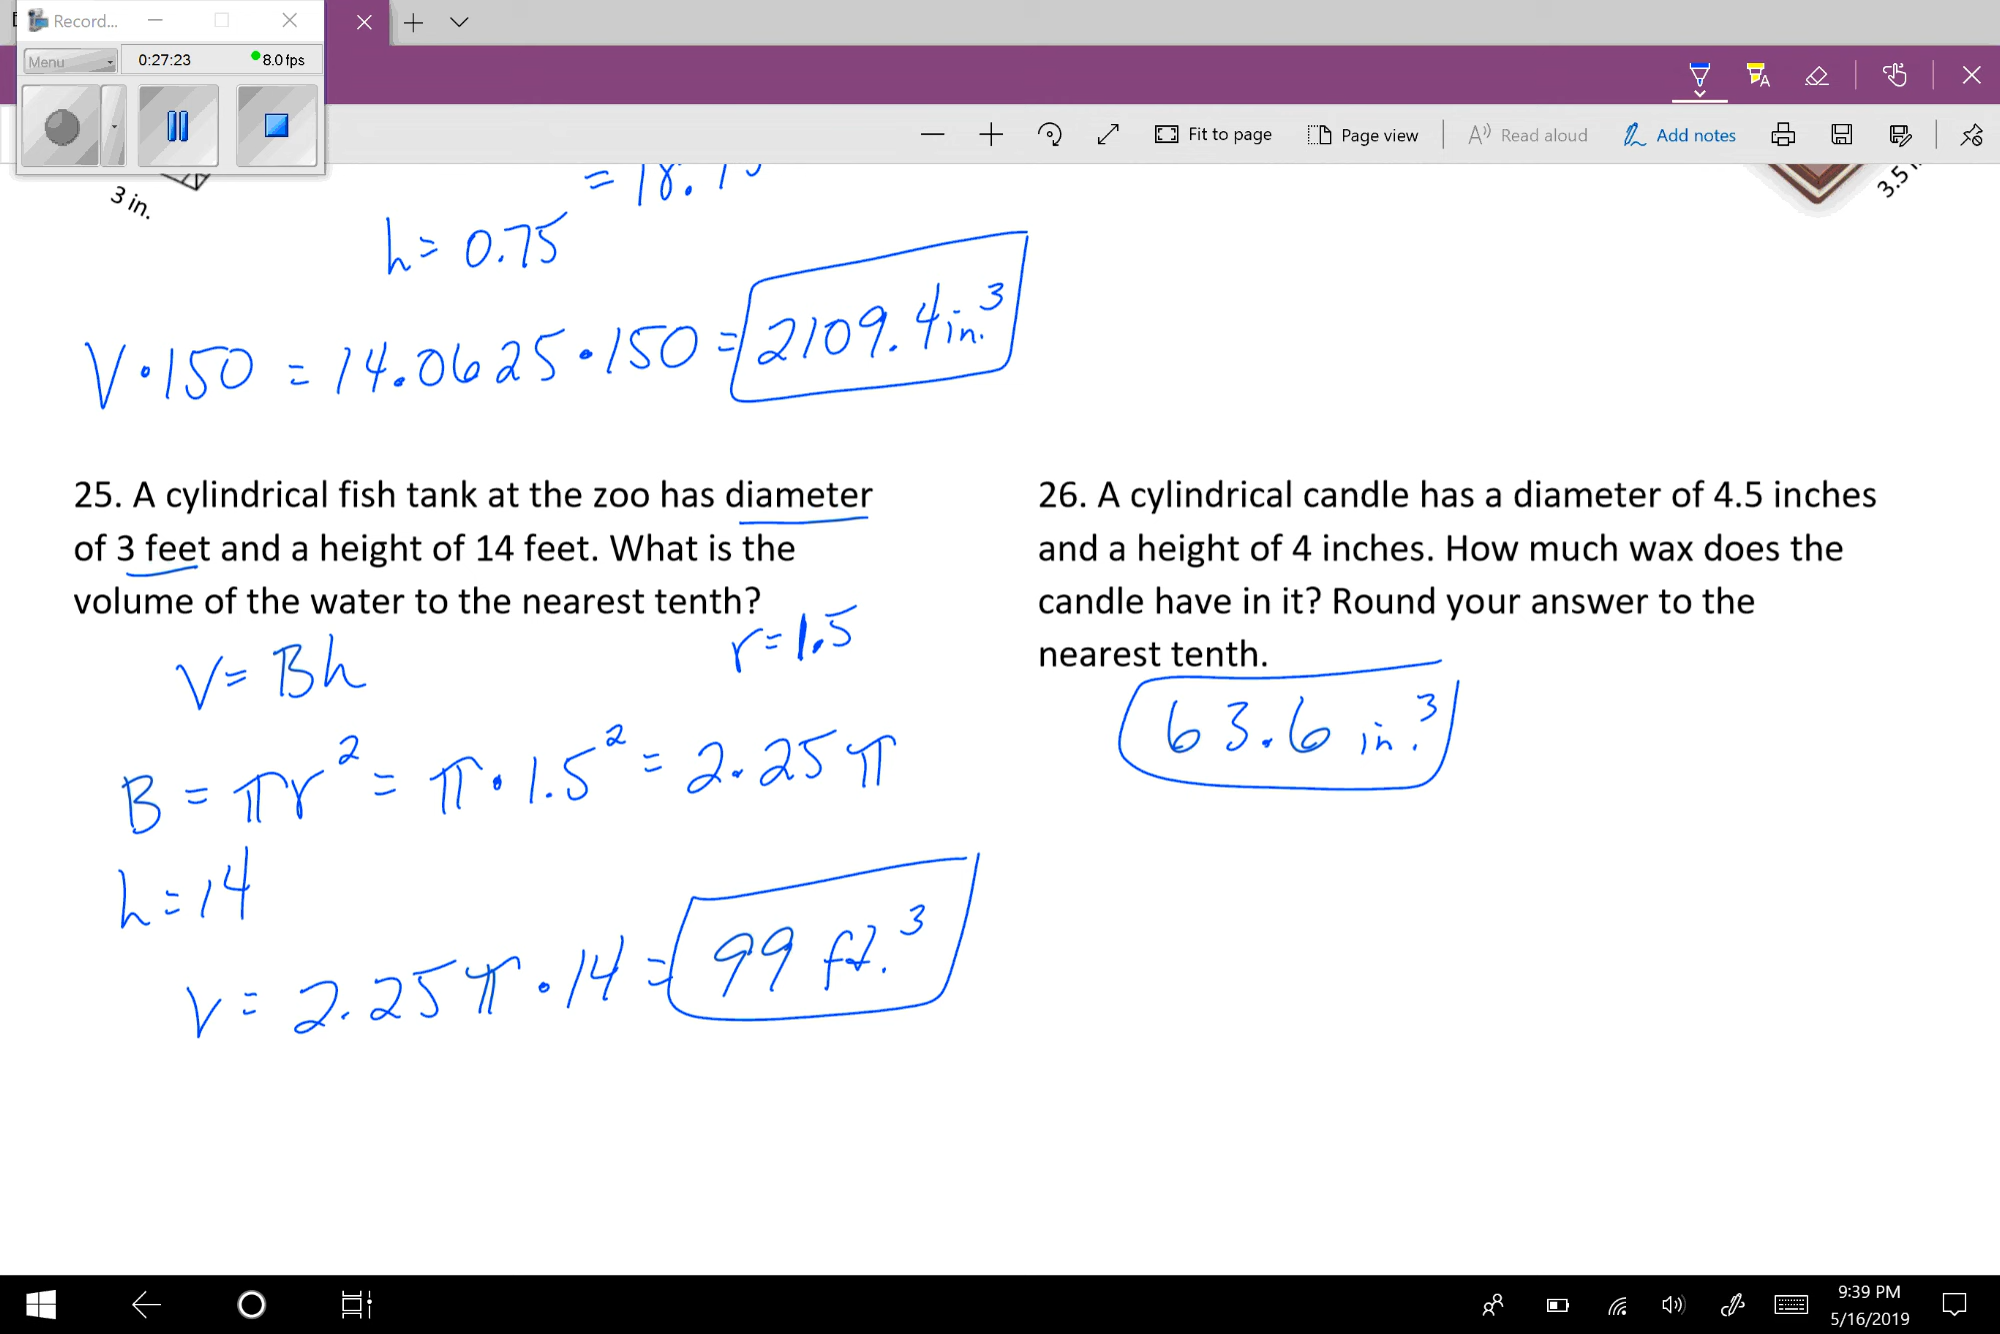 Record...
Menu 0:27:23 8.0 fps
Fit to page Page view Read aloud Add notes
3 in.
3.5
h = 0.75
V · 150 = 14.0625 · 150 = 2109.4 in.³
25. A cylindrical fish tank at the zoo has diameter
of 3 feet and a height of 14 feet. What is the
volume of the water to the nearest tenth?
r = 1.5
V = Bh
B = πr² = π · 1.5² = 2.25π
h = 14
V = 2.25π · 14 = 99 ft.³
26. A cylindrical candle has a diameter of 4.5 inches
and a height of 4 inches. How much wax does the
candle have in it? Round your answer to the
nearest tenth.
63.6 in.³
9:39 PM
5/16/2019